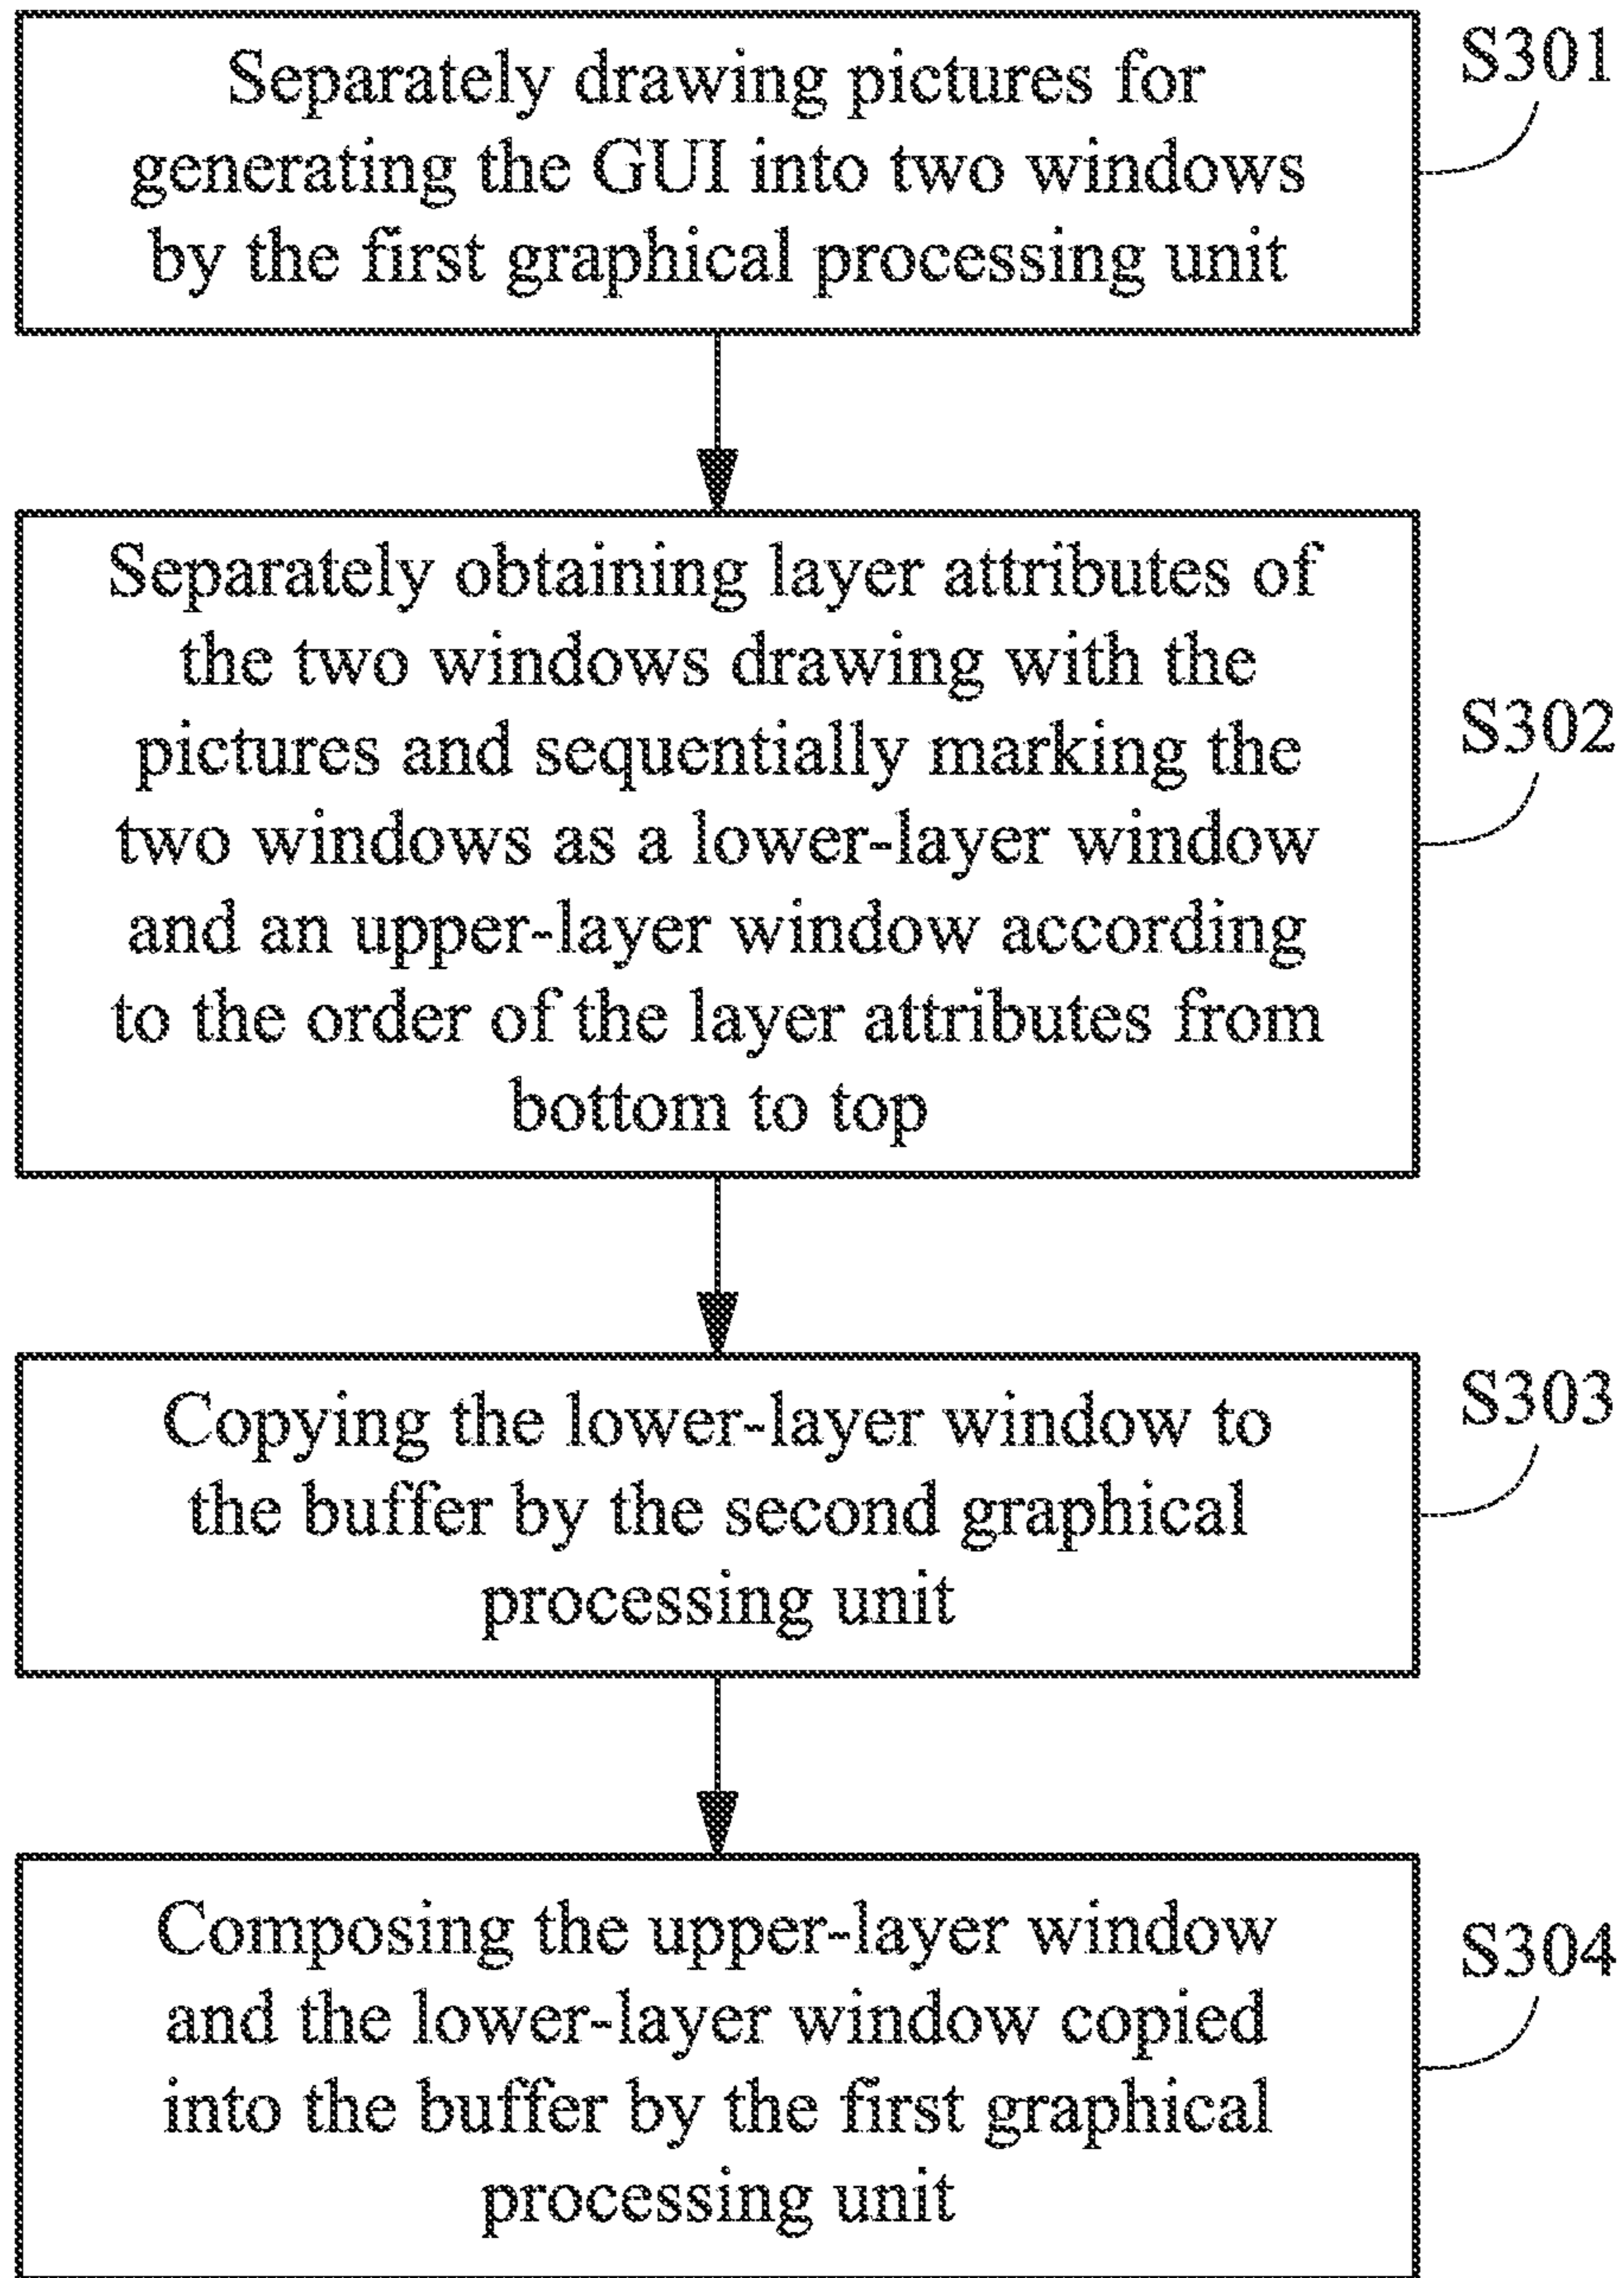 Separately drawing pictures for
generating the GUI into two windows
by the first graphical processing unit
S301
Separately obtaining layer attributes of
the two windows drawing with the
pictures and sequentially marking the
two windows as a lower-layer window
and an upper-layer window according
to the order of the layer attributes from
bottom to top
S302
Copying the lower-layer window to
the buffer by the second graphical
processing unit
S303
Composing the upper-layer window
and the lower-layer window copied
into the buffer by the first graphical
processing unit
S304